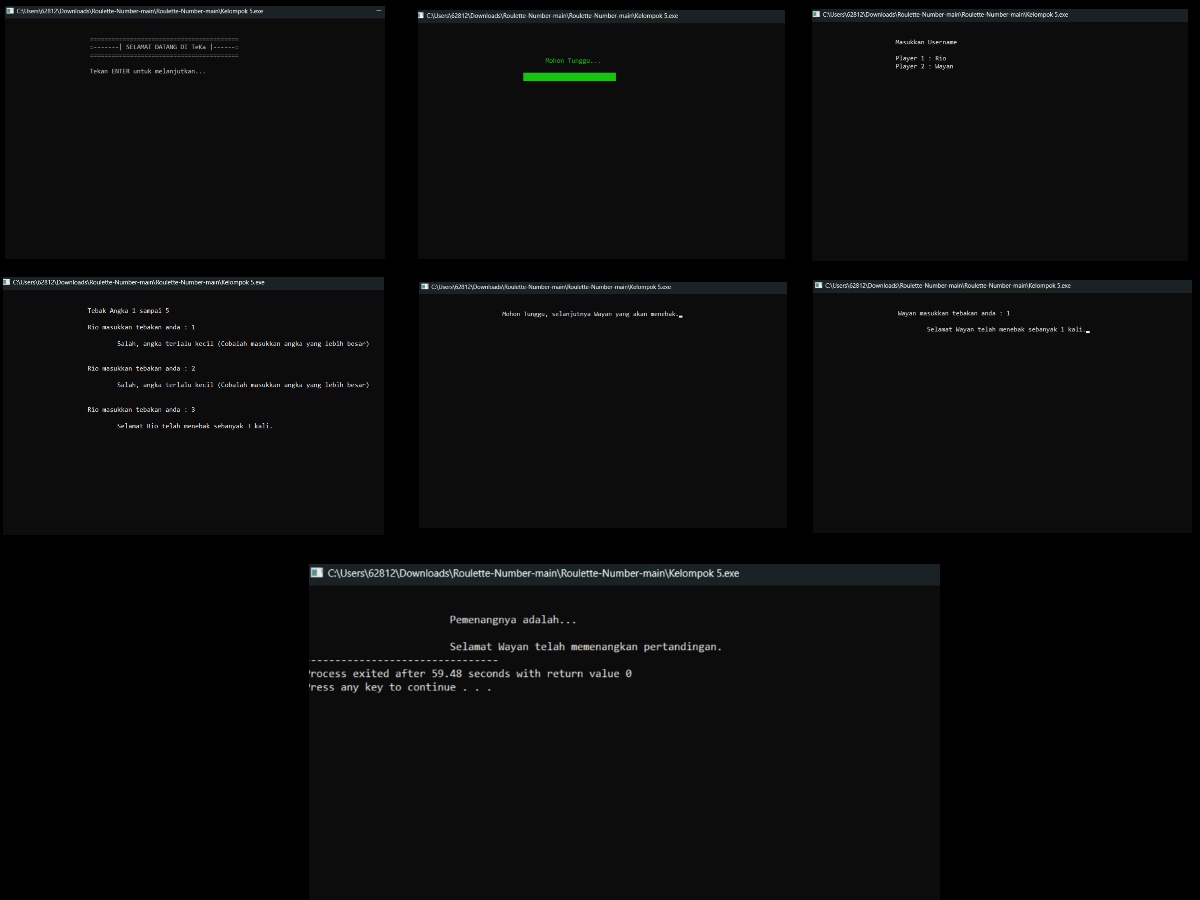 C:\Users\62812\Downloads\Roulette-Number-main\Roulette-Number-main\Kelompok 5.exe
=========================================
=-------| SELAMAT DATANG DI TeKa |------=
=========================================
Tekan ENTER untuk melanjutkan...
C:\Users\62812\Downloads\Roulette-Number-main\Roulette-Number-main\Kelompok 5.exe
Mohon Tunggu...
C:\Users\62812\Downloads\Roulette-Number-main\Roulette-Number-main\Kelompok 5.exe
Masukkan Username
Player 1 : Rio
Player 2 : Wayan
C:\Users\62812\Downloads\Roulette-Number-main\Roulette-Number-main\Kelompok 5.exe
Tebak Angka 1 sampai 5
Rio masukkan tebakan anda : 1
Salah, angka terlalu kecil (Cobalah masukkan angka yang lebih besar)
Rio masukkan tebakan anda : 2
Salah, angka terlalu kecil (Cobalah masukkan angka yang lebih besar)
Rio masukkan tebakan anda : 3
Selamat Rio telah menebak sebanyak 3 kali.
C:\Users\62812\Downloads\Roulette-Number-main\Roulette-Number-main\Kelompok 5.exe
Mohon Tunggu, selanjutnya Wayan yang akan menebak.
C:\Users\62812\Downloads\Roulette-Number-main\Roulette-Number-main\Kelompok 5.exe
Wayan masukkan tebakan anda : 1
Selamat Wayan telah menebak sebanyak 1 kali.
C:\Users\62812\Downloads\Roulette-Number-main\Roulette-Number-main\Kelompok 5.exe
Pemenangnya adalah...
Selamat Wayan telah memenangkan pertandingan.
-------------------------------
Process exited after 59.48 seconds with return value 0
Press any key to continue . . .